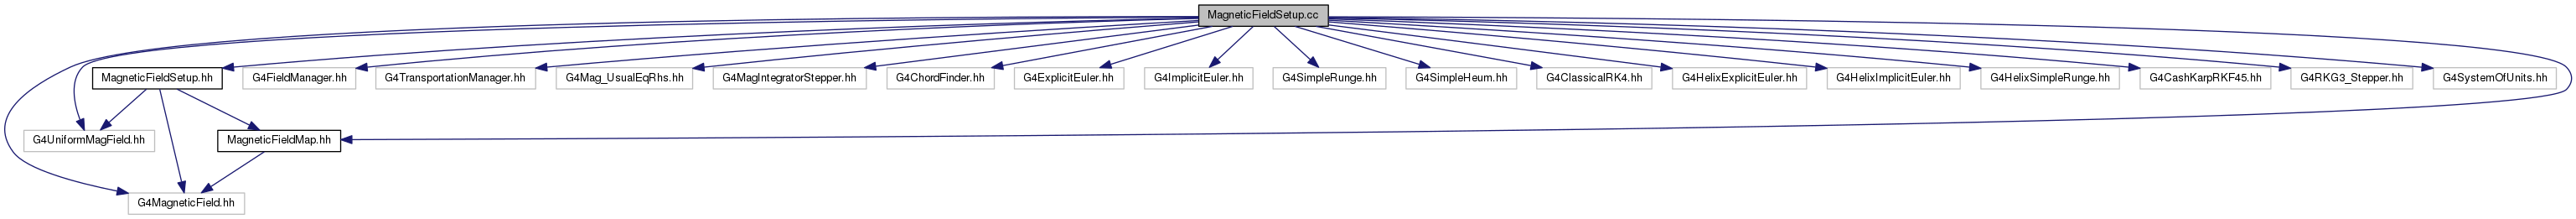 MagneticFieldSetup.cc
MagneticFieldSetup.hh
G4FieldManager.hh
G4TransportationManager.hh
G4Mag_UsualEqRhs.hh
G4MagIntegratorStepper.hh
G4ChordFinder.hh
G4ExplicitEuler.hh
G4ImplicitEuler.hh
G4SimpleRunge.hh
G4SimpleHeum.hh
G4ClassicalRK4.hh
G4HelixExplicitEuler.hh
G4HelixImplicitEuler.hh
G4HelixSimpleRunge.hh
G4CashKarpRKF45.hh
G4RKG3_Stepper.hh
G4SystemOfUnits.hh
G4UniformMagField.hh
MagneticFieldMap.hh
G4MagneticField.hh